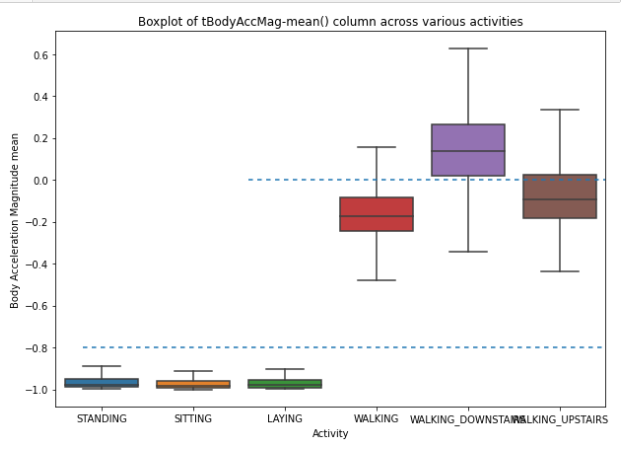 Boxplot of tBodyAccMag-mean() column across various activities
0.6
0.4
0.2
0.0
−0.2
−0.4
−0.6
−0.8
−1.0
Body Acceleration Magnitude mean
STANDING SITTING LAYING WALKING WALKING_DOWNSTAIRS WALKING_UPSTAIRS
Activity